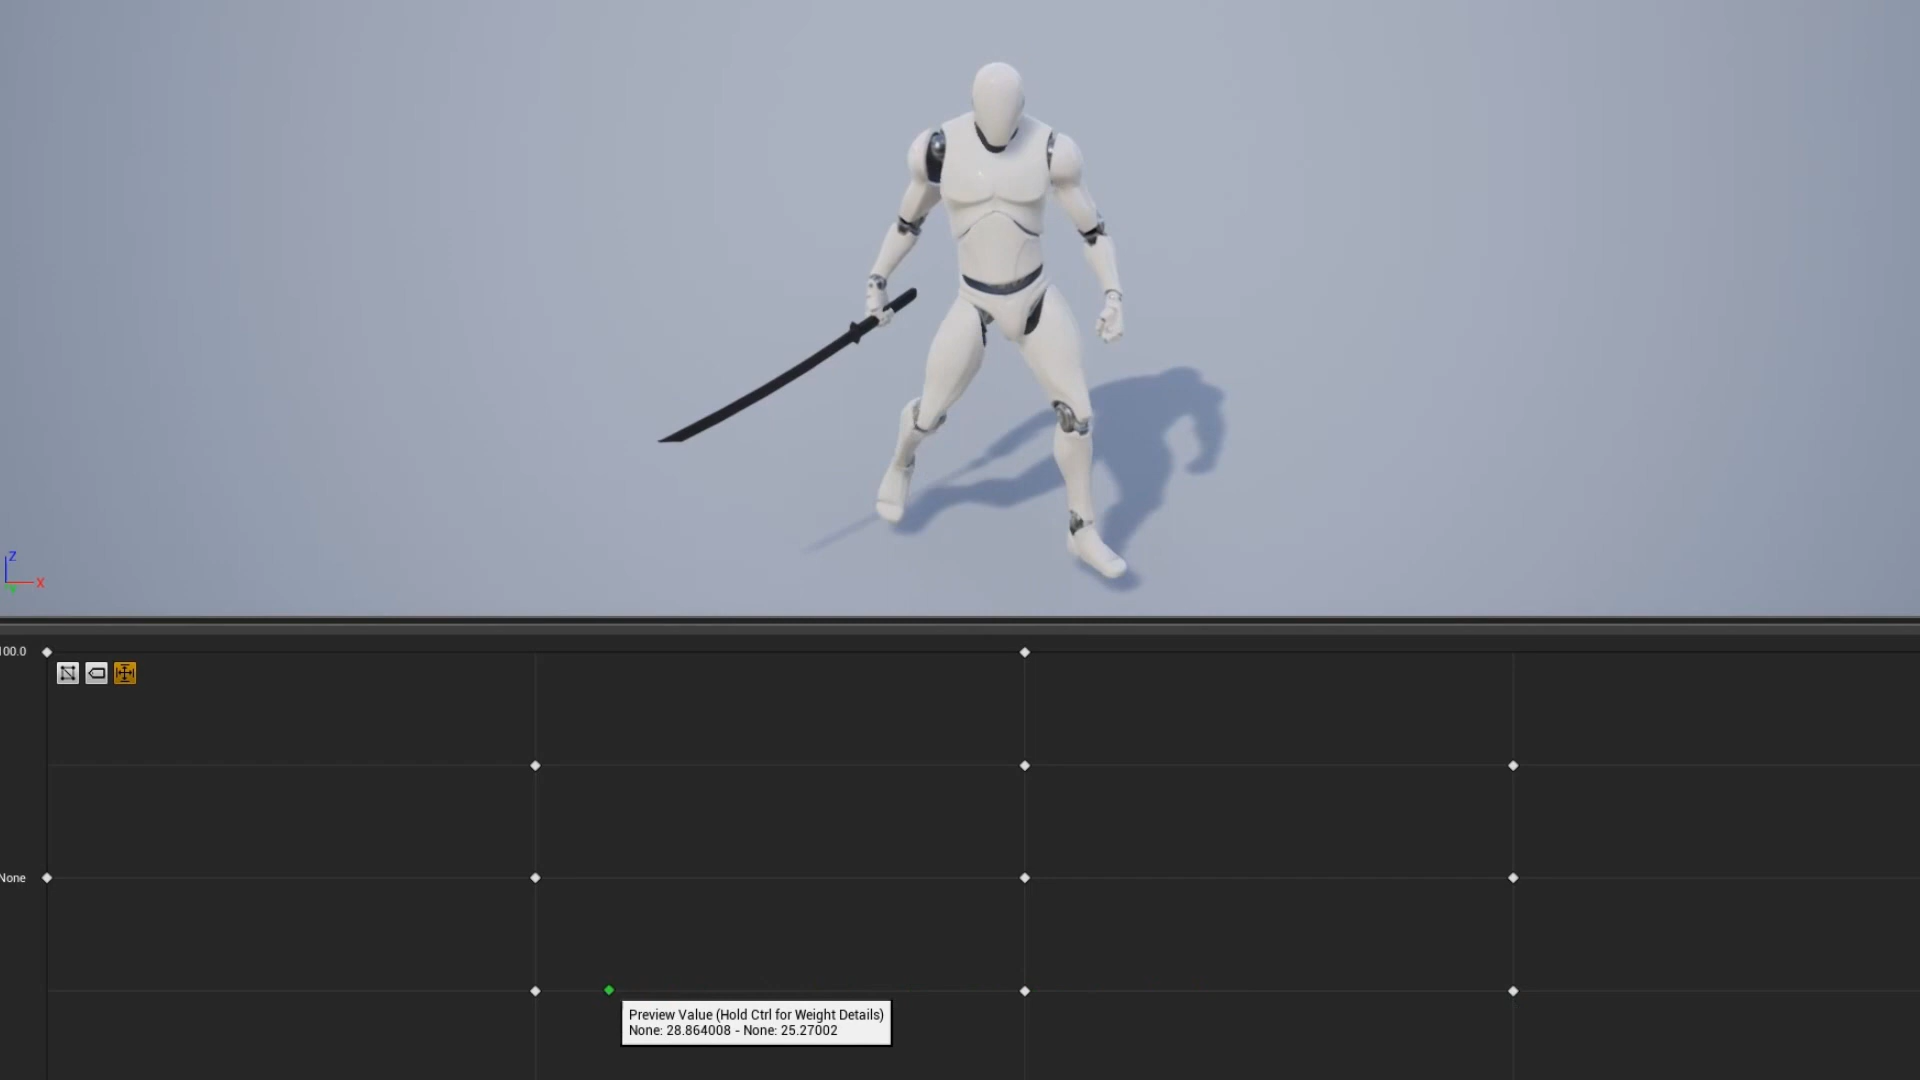 Z
X
100.0
None
Preview Value (Hold Ctrl for Weight Details)
None: 28.864008 - None: 25.27002